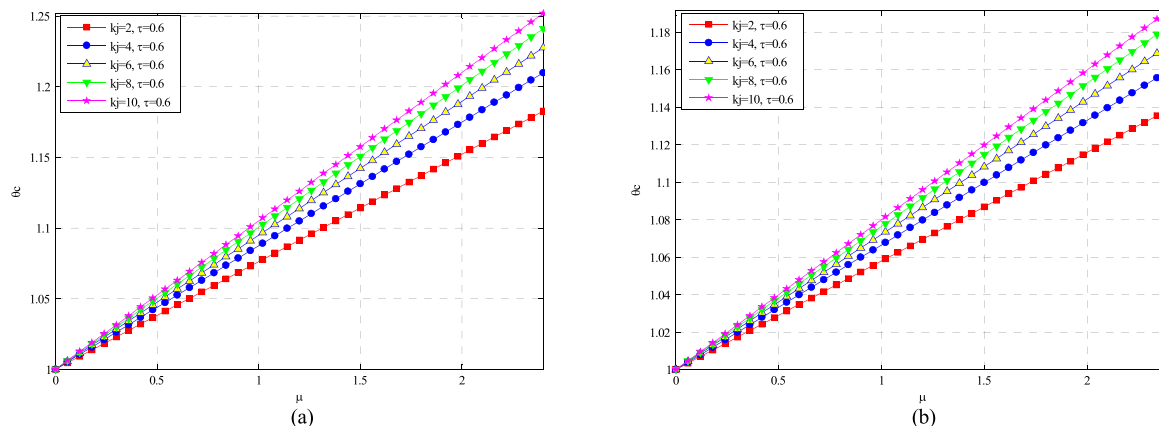 1.25
1.2
1.15
1.1
1.05
1
θc
kj=2, τ=0.6
kj=4, τ=0.6
kj=6, τ=0.6
kj=8, τ=0.6
kj=10, τ=0.6
0 0.5 1 1.5 2
μ
(a)
1.18
1.16
1.14
1.12
1.1
1.08
1.06
1.04
1.02
1
θc
kj=2, τ=0.6
kj=4, τ=0.6
kj=6, τ=0.6
kj=8, τ=0.6
kj=10, τ=0.6
0 0.5 1 1.5 2
μ
(b)